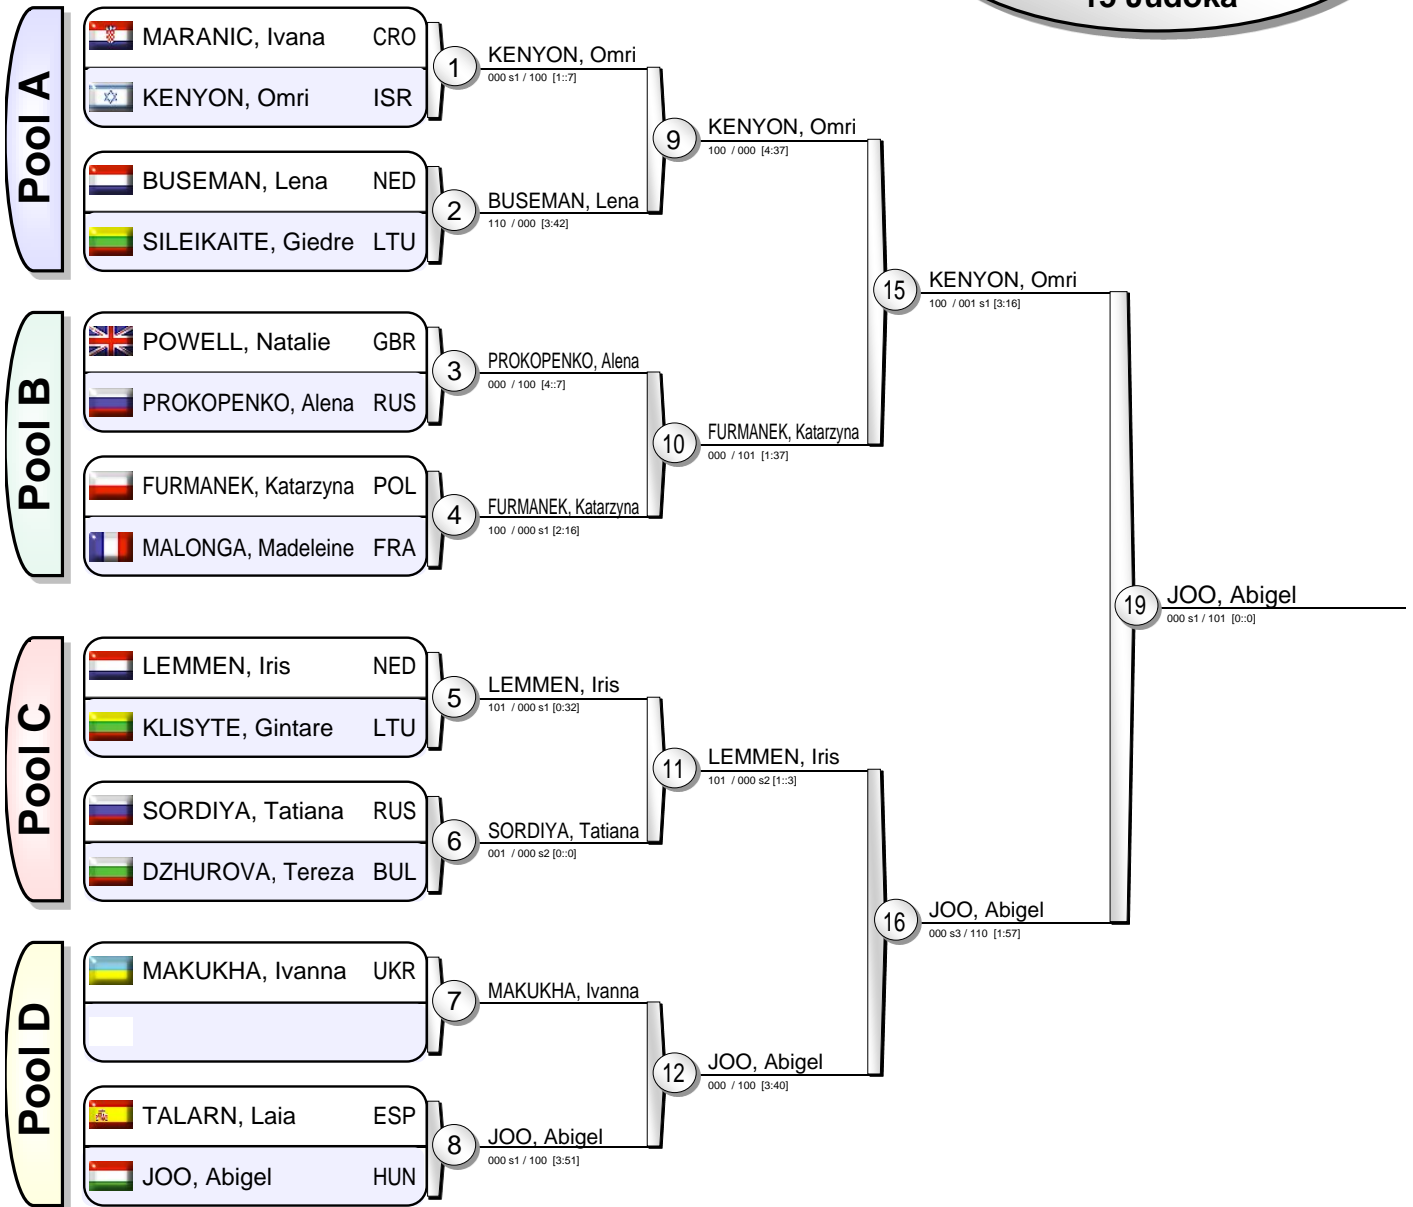 15 Judoka
Pool A
MARANIC, Ivana CRO
KENYON, Omri ISR
1
KENYON, Omri
000 s1 / 100 [1::7]
BUSEMAN, Lena NED
SILEIKAITE, Giedre LTU
2
BUSEMAN, Lena
110 / 000 [3:42]
9
KENYON, Omri
100 / 000 [4:37]
Pool B
POWELL, Natalie GBR
PROKOPENKO, Alena RUS
3
PROKOPENKO, Alena
000 / 100 [4::7]
FURMANEK, Katarzyna POL
MALONGA, Madeleine FRA
4
FURMANEK, Katarzyna
100 / 000 s1 [2:16]
10
FURMANEK, Katarzyna
000 / 101 [1:37]
15
KENYON, Omri
100 / 001 s1 [3:16]
Pool C
LEMMEN, Iris NED
KLISYTE, Gintare LTU
5
LEMMEN, Iris
101 / 000 s1 [0:32]
SORDIYA, Tatiana RUS
DZHUROVA, Tereza BUL
6
SORDIYA, Tatiana
001 / 000 s2 [0::0]
11
LEMMEN, Iris
101 / 000 s2 [1::3]
Pool D
MAKUKHA, Ivanna UKR
7
MAKUKHA, Ivanna
TALARN, Laia ESP
JOO, Abigel HUN
8
JOO, Abigel
000 s1 / 100 [3:51]
12
JOO, Abigel
000 / 100 [3:40]
16
JOO, Abigel
000 s3 / 110 [1:57]
19
JOO, Abigel
000 s1 / 101 [0::0]